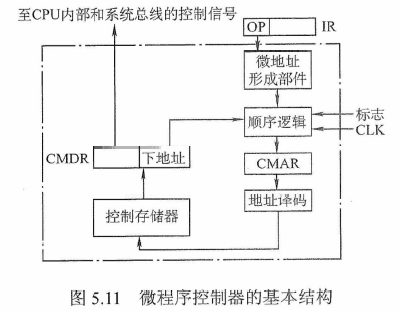 至CPU内部和系统总线的控制信号
OP IR
微地址
形成部件
顺序逻辑
标志
CLK
CMDR 下地址
CMAR
地址译码
控制存储器
图 5.11 微程序控制器的基本结构